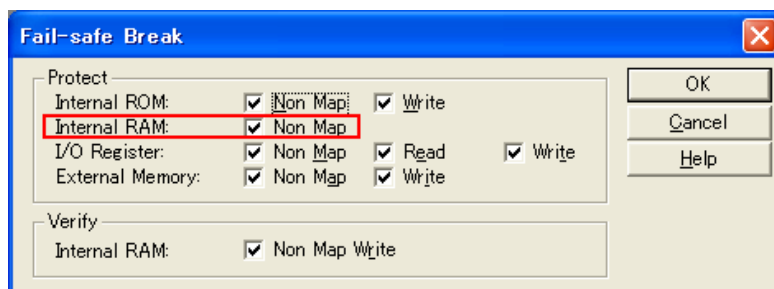 Fail-safe Break
Protect
Internal ROM: Non Map Write
Internal RAM: Non Map
I/O Register: Non Map Read Write
External Memory: Non Map Write
Verify
Internal RAM: Non Map Write
OK
Cancel
Help